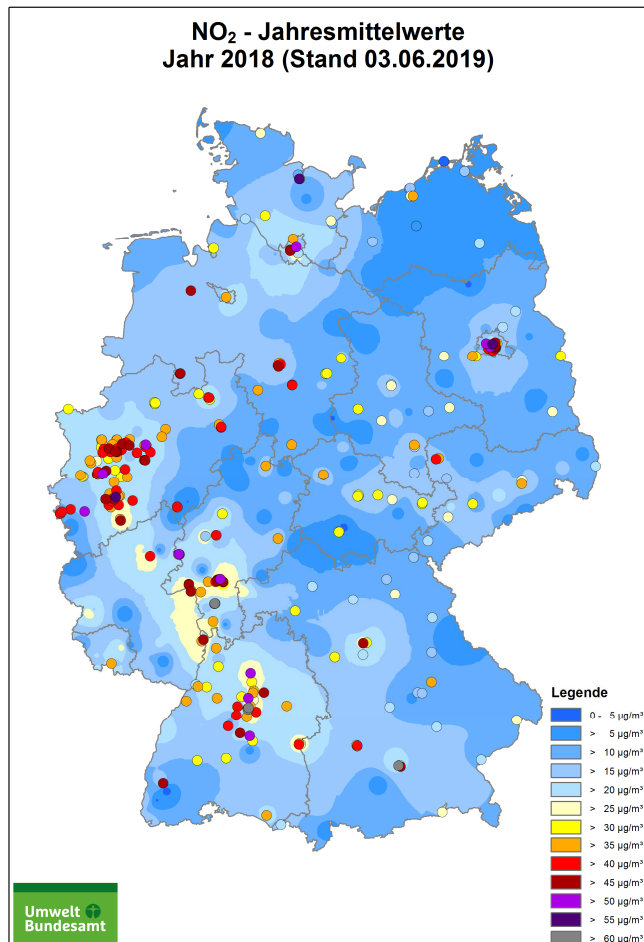 NO₂ - Jahresmittelwerte
Jahr 2018 (Stand 03.06.2019)
Legende
0 - 5 µg/m³
> 5 µg/m³
> 10 µg/m³
> 15 µg/m³
> 20 µg/m³
> 25 µg/m³
> 30 µg/m³
> 35 µg/m³
> 40 µg/m³
> 45 µg/m³
> 50 µg/m³
> 55 µg/m³
> 60 µg/m³
Umwelt
Bundesamt